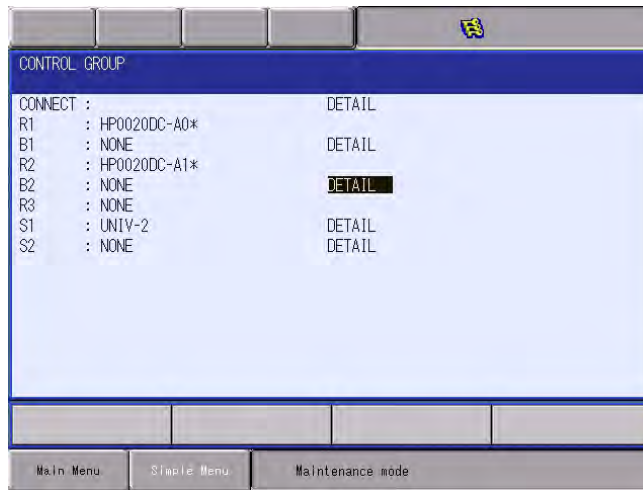 CONTROL GROUP
CONNECT : DETAIL
R1 : HP0020DC-A0*
B1 : NONE DETAIL
R2 : HP0020DC-A1*
B2 : NONE DETAIL
R3 : NONE
S1 : UNIV-2 DETAIL
S2 : NONE DETAIL
Main Menu Simple Menu Maintenance mode